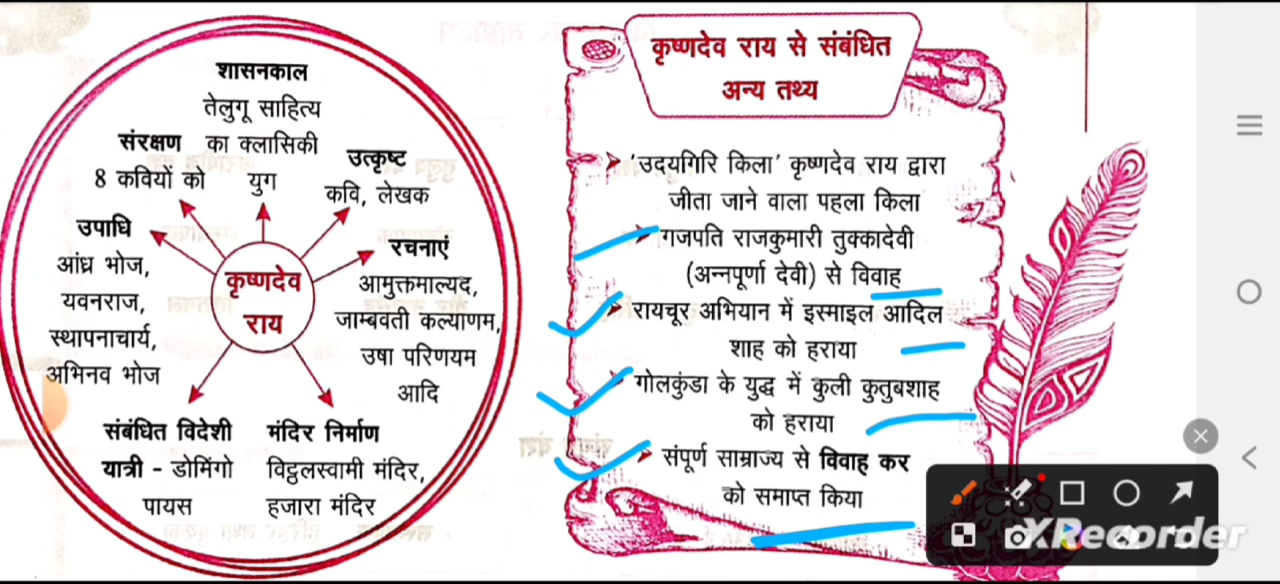 शासनकाल
तेलुगू साहित्य
का क्लासिकी
युग
संरक्षण
8 कवियों को
उत्कृष्ट
कवि, लेखक
उपाधि
आंध्र भोज,
यवनराज,
स्थापनाचार्य,
अभिनव भोज
कृष्णदेव
राय
रचनाएं
आमुक्तमाल्यद,
जाम्बवती कल्याणम,
उषा परिणयम
आदि
संबंधित विदेशी
यात्री - डोमिंगो
पायस
मंदिर निर्माण
विट्ठलस्वामी मंदिर,
हजारा मंदिर
कृष्णदेव राय से संबंधित
अन्य तथ्य
'उदयगिरि किला' कृष्णदेव राय द्वारा
जीता जाने वाला पहला किला
गजपति राजकुमारी तुक्कादेवी
(अन्नपूर्णा देवी) से विवाह
रायचूर अभियान में इस्माइल आदिल
शाह को हराया
गोलकुंडा के युद्ध में कुली कुतुबशाह
को हराया
संपूर्ण साम्राज्य से विवाह कर
को समाप्त किया
XRecorder